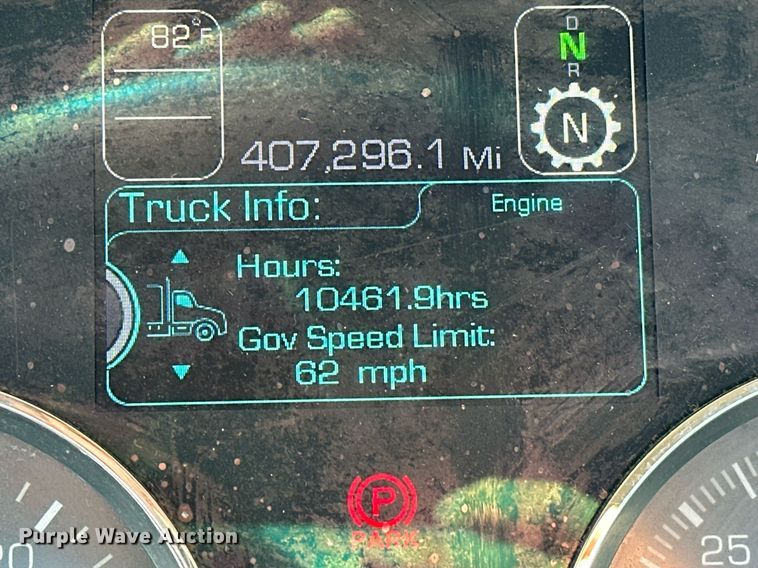 82°F
D
N
R
N
407,296.1 Mi
Truck Info:
Engine
Hours:
10461.9hrs
Gov Speed Limit:
62 mph
P
PARK
20
25
Purple Wave Auction